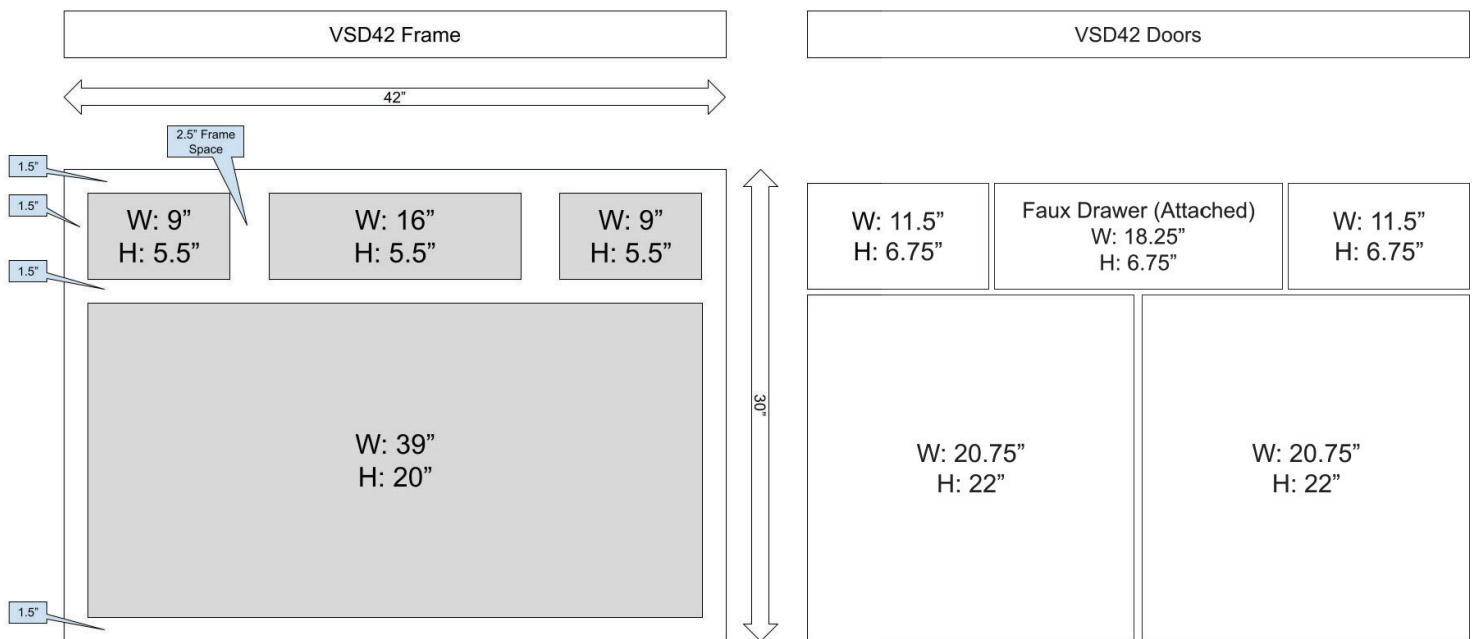 VSD42 Frame
VSD42 Doors
42”
2.5” Frame
Space
1.5”
1.5”
W: 9”
H: 5.5”
W: 16”
H: 5.5”
W: 9”
H: 5.5”
1.5”
W: 39”
H: 20”
1.5”
30”
W: 11.5”
H: 6.75”
Faux Drawer (Attached)
W: 18.25”
H: 6.75”
W: 11.5”
H: 6.75”
W: 20.75”
H: 22”
W: 20.75”
H: 22”